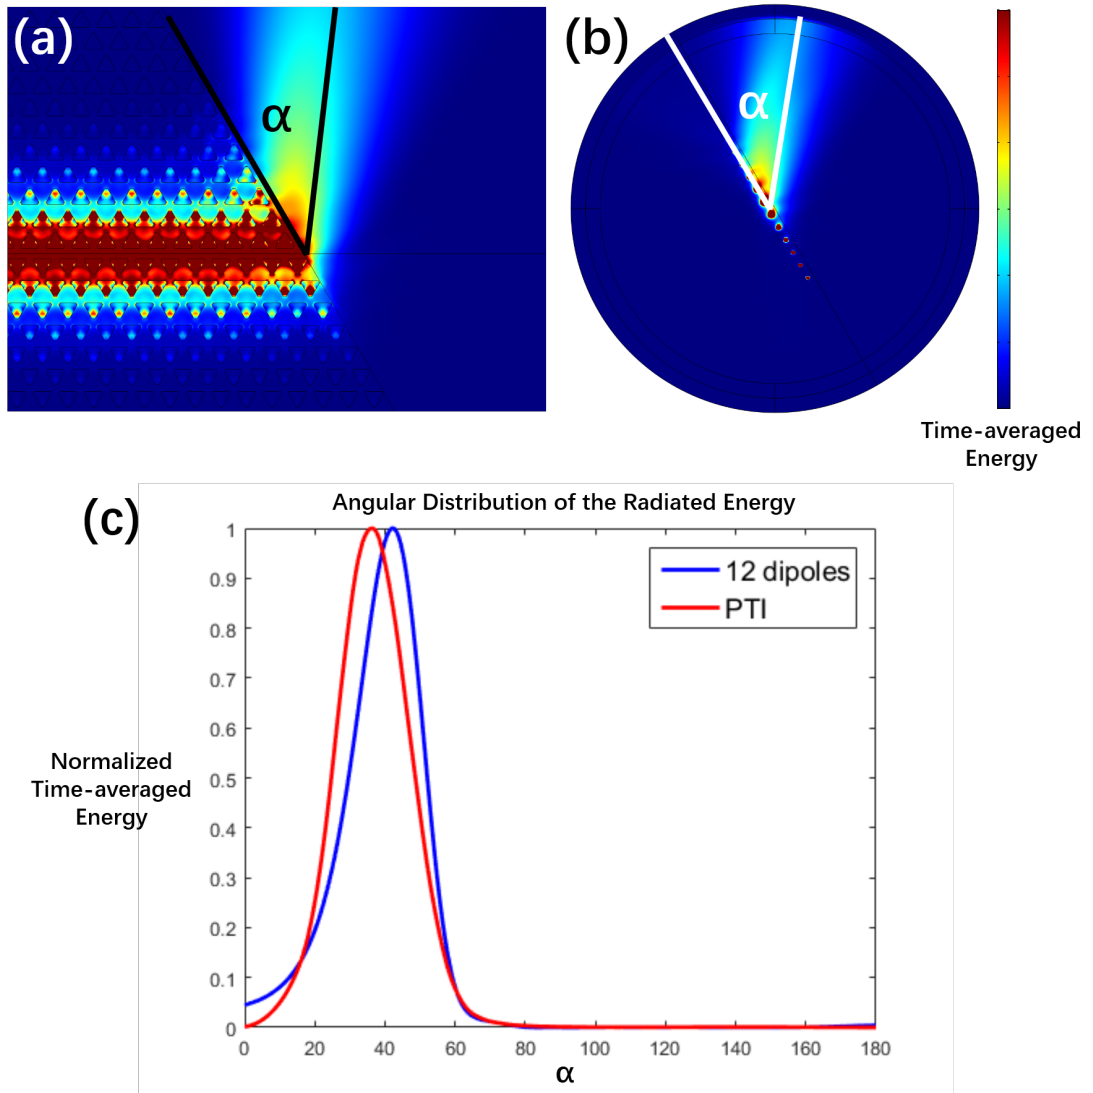 (a)
α
(b)
α
Time-averaged
Energy
(c)
Angular Distribution of the Radiated Energy
1
0.9
0.8
0.7
0.6
0.5
0.4
0.3
0.2
0.1
0
12 dipoles
PTI
Normalized
Time-averaged
Energy
0 20 40 60 80 100 120 140 160 180
α